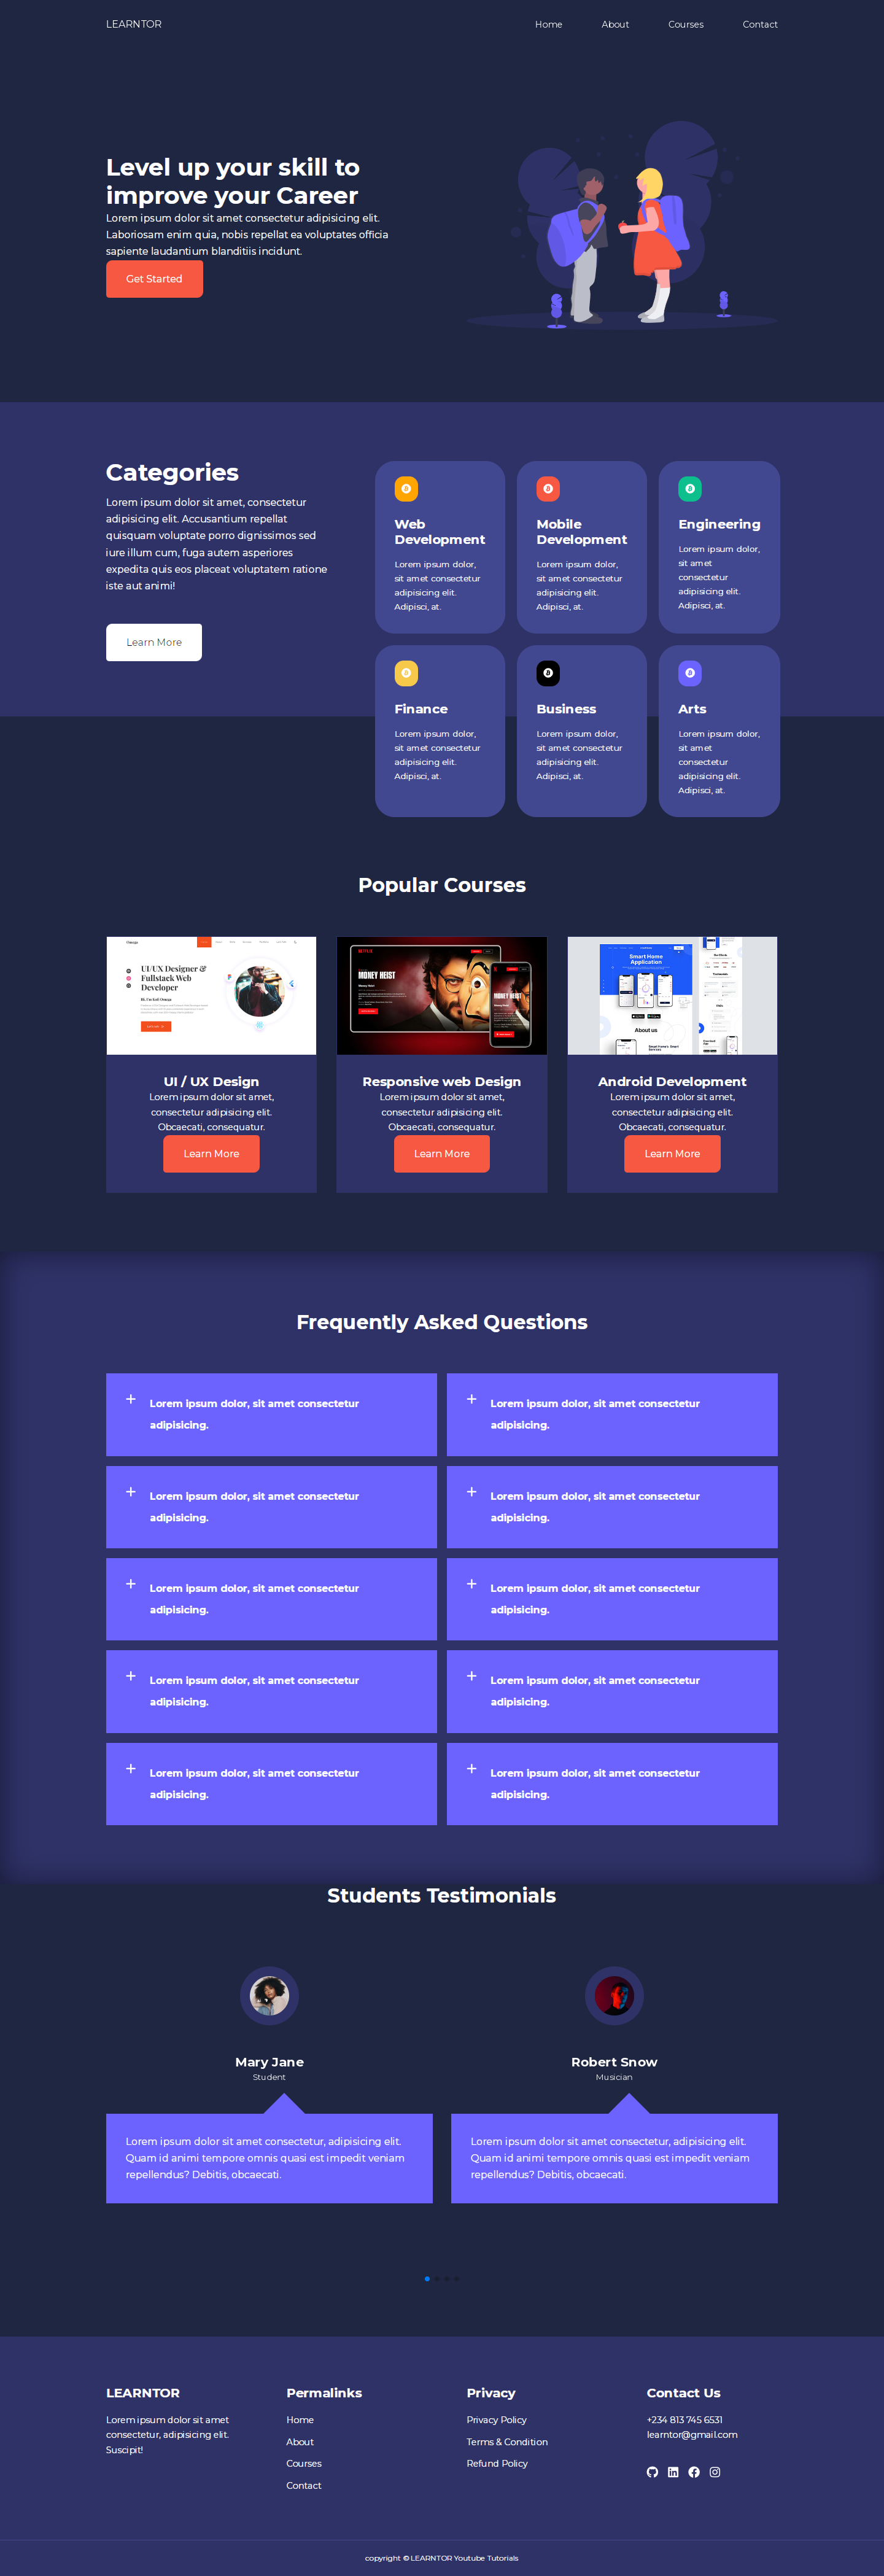 LEARNTOR
Home
About
Courses
Contact
Level up your skill to
improve your Career
Lorem ipsum dolor sit amet consectetur adipisicing elit.
Laboriosam enim quia, nobis repellat ea voluptates officia
sapiente laudantium blanditiis incidunt.
Get Started
Categories
Lorem ipsum dolor sit amet, consectetur
adipisicing elit. Accusantium repellat
quisquam voluptate porro dignissimos sed
iure illum cum, fuga autem asperiores
expedita quis eos placeat voluptatem ratione
iste aut animi!
Learn More
Web
Development
Lorem ipsum dolor,
sit amet consectetur
adipisicing elit.
Adipisci, at.
Mobile
Development
Lorem ipsum dolor,
sit amet consectetur
adipisicing elit.
Adipisci, at.
Engineering
Lorem ipsum dolor,
sit amet
consectetur
adipisicing elit.
Adipisci, at.
Finance
Lorem ipsum dolor,
sit amet consectetur
adipisicing elit.
Adipisci, at.
Business
Lorem ipsum dolor,
sit amet consectetur
adipisicing elit.
Adipisci, at.
Arts
Lorem ipsum dolor,
sit amet
consectetur
adipisicing elit.
Adipisci, at.
Popular Courses
UI/UX Designer &
Fullstack Web
Developer
UI / UX Design
Lorem ipsum dolor sit amet,
consectetur adipisicing elit.
Obcaecati, consequatur.
Learn More
NETFLIX
MONEY HEIST
MONEY HEIST
Responsive web Design
Lorem ipsum dolor sit amet,
consectetur adipisicing elit.
Obcaecati, consequatur.
Learn More
Smart Home
Application
About us
Android Development
Lorem ipsum dolor sit amet,
consectetur adipisicing elit.
Obcaecati, consequatur.
Learn More
Frequently Asked Questions
Lorem ipsum dolor, sit amet consectetur
adipisicing.
Lorem ipsum dolor, sit amet consectetur
adipisicing.
Lorem ipsum dolor, sit amet consectetur
adipisicing.
Lorem ipsum dolor, sit amet consectetur
adipisicing.
Lorem ipsum dolor, sit amet consectetur
adipisicing.
Lorem ipsum dolor, sit amet consectetur
adipisicing.
Lorem ipsum dolor, sit amet consectetur
adipisicing.
Lorem ipsum dolor, sit amet consectetur
adipisicing.
Lorem ipsum dolor, sit amet consectetur
adipisicing.
Lorem ipsum dolor, sit amet consectetur
adipisicing.
Students Testimonials
Mary Jane
Student
Lorem ipsum dolor sit amet consectetur, adipisicing elit.
Quam id animi tempore omnis quasi est impedit veniam
repellendus? Debitis, obcaecati.
Robert Snow
Musician
Lorem ipsum dolor sit amet consectetur, adipisicing elit.
Quam id animi tempore omnis quasi est impedit veniam
repellendus? Debitis, obcaecati.
LEARNTOR
Lorem ipsum dolor sit amet
consectetur, adipisicing elit.
Suscipit!
Permalinks
Home
About
Courses
Contact
Privacy
Privacy Policy
Terms & Condition
Refund Policy
Contact Us
+234 813 745 6531
learntor@gmail.com
copyright © LEARNTOR Youtube Tutorials